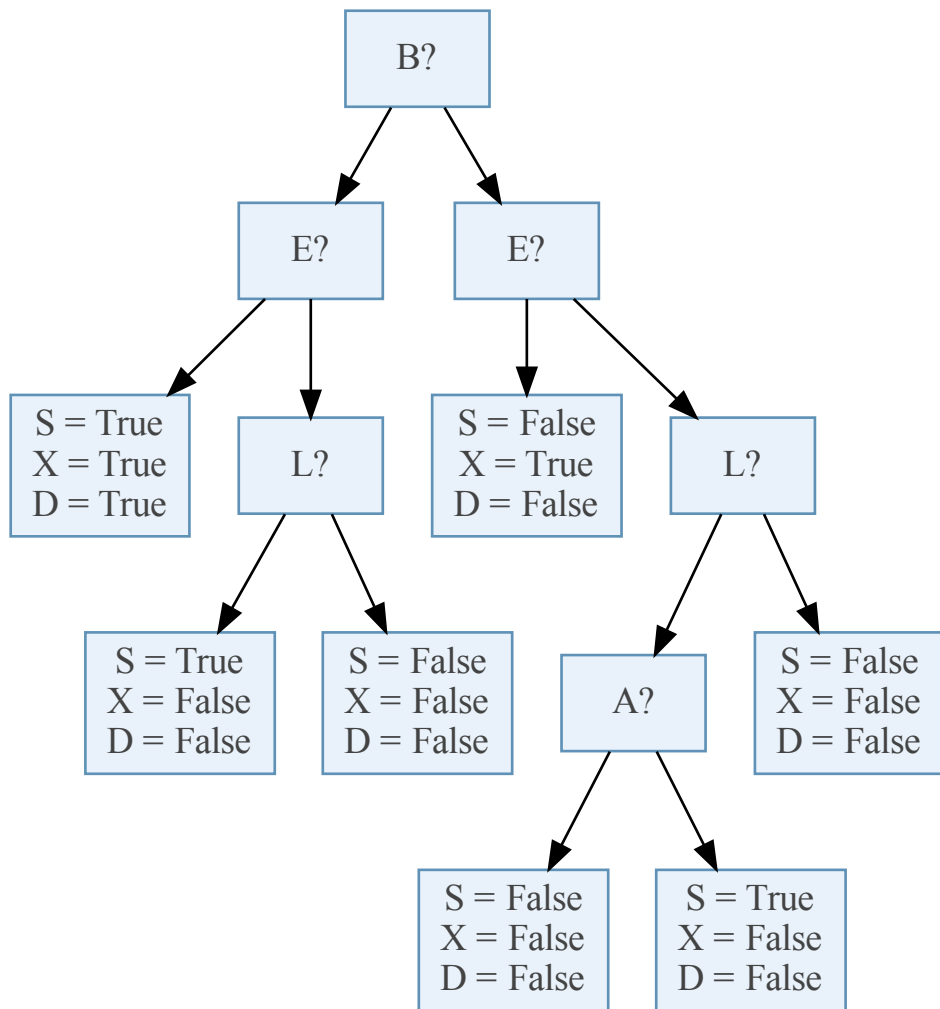 B?
E?
E?
S = True
X = True
D = True
L?
S = False
X = True
D = False
L?
S = True
X = False
D = False
S = False
X = False
D = False
A?
S = False
X = False
D = False
S = False
X = False
D = False
S = True
X = False
D = False